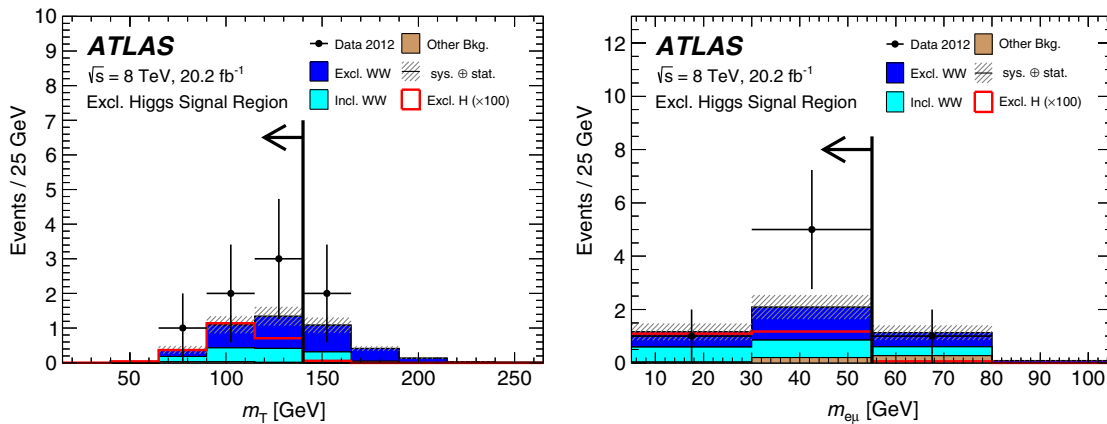 ATLAS
√s = 8 TeV, 20.2 fb⁻¹
Excl. Higgs Signal Region
Data 2012
Other Bkg.
Excl. WW
sys. ⊕ stat.
Incl. WW
Excl. H (×100)
Events / 25 GeV
10
9
8
7
6
5
4
3
2
1
0
50 100 150 200 250
m_T [GeV]
ATLAS
√s = 8 TeV, 20.2 fb⁻¹
Excl. Higgs Signal Region
Data 2012
Other Bkg.
Excl. WW
sys. ⊕ stat.
Incl. WW
Excl. H (×100)
Events / 25 GeV
12
10
8
6
4
2
0
10 20 30 40 50 60 70 80 90 100
m_eμ [GeV]